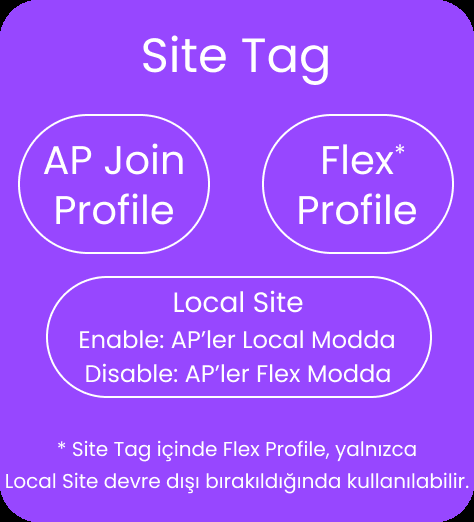 Site Tag
AP Join
Profile
Flex*
Profile
Local Site
Enable: AP’ler Local Modda
Disable: AP’ler Flex Modda
* Site Tag içinde Flex Profile, yalnızca
Local Site devre dışı bırakıldığında kullanılabilir.